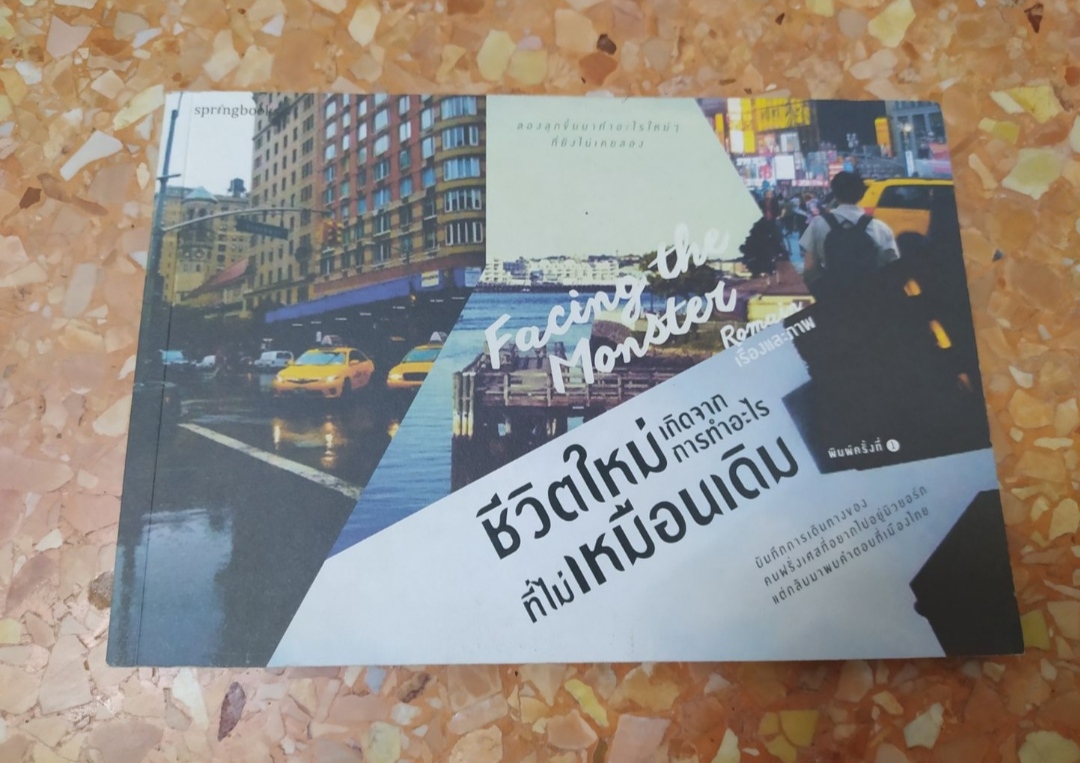 springbooks
ลองลุกขึ้นมาทำอะไรใหม่ๆ
ที่ยังไม่เคยลอง
Facing the
Monster
Romain
เรื่องและภาพ
ชีวิตใหม่ เกิดจาก
การทำอะไร
ที่ไม่เหมือนเดิม
พิมพ์ครั้งที่ 1
บันทึกการเดินทางของ
คนฝรั่งเศสที่อยากไปอยู่นิวยอร์ก
แต่กลับมาพบคำตอบที่เมืองไทย